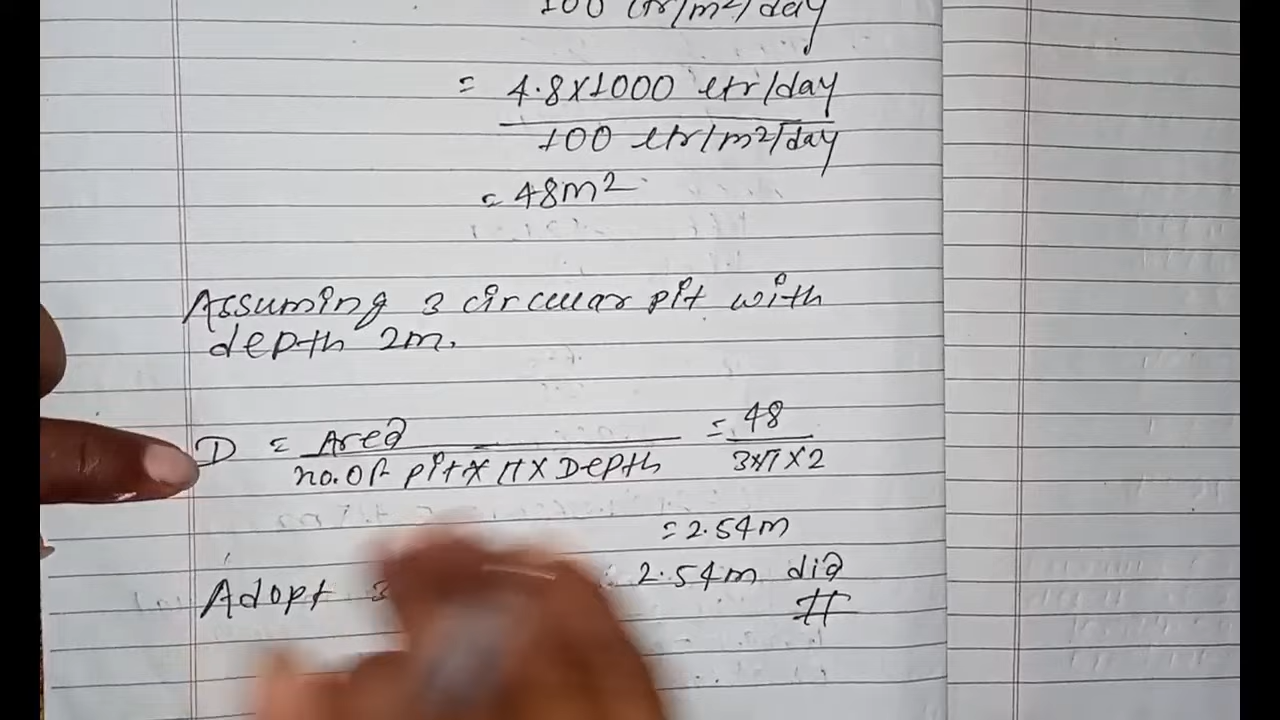 100 ltr/m2/day
= 4.8x1000 ltr/day
100 ltr/m2/day
= 48m2
Assuming 3 circular pit with
depth 2m.
D = Area = 48
no. of pit x π x Depth 3xπx2
= 2.54m
Adopt 3 2.54m dia